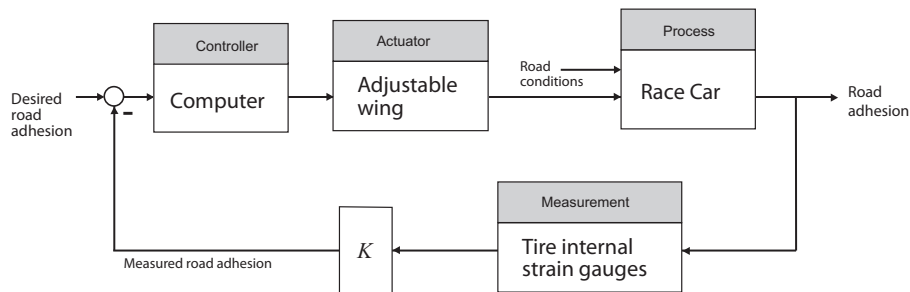 Controller
Actuator
Process
Desired
road
adhesion
-
Computer
Adjustable
wing
Road
conditions
Race Car
Road
adhesion
Measurement
K
Tire internal
strain gauges
Measured road adhesion